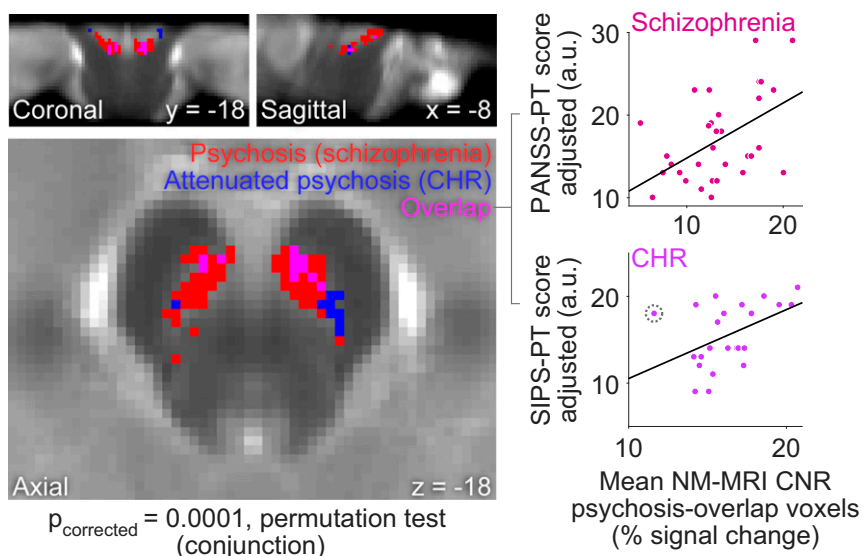 Coronal y = -18
Sagittal x = -8
Psychosis (schizophrenia)
Attenuated psychosis (CHR)
Overlap
Axial z = -18
p corrected = 0.0001, permutation test
(conjunction)
Schizophrenia
PANSS-PT score
adjusted (a.u.)
30
20
10
10 20
CHR
SIPS-PT score
adjusted (a.u.)
20
10
10 20
Mean NM-MRI CNR
psychosis-overlap voxels
(% signal change)